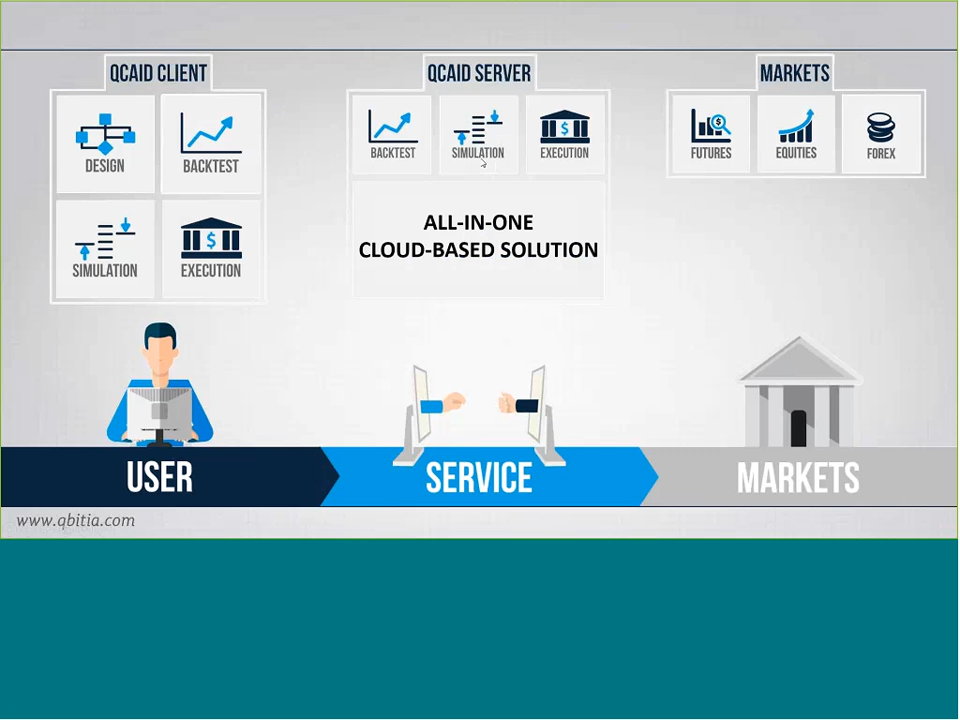 QCAID CLIENT
DESIGN
BACKTEST
SIMULATION
$
EXECUTION
QCAID SERVER
BACKTEST
SIMULATION
$
EXECUTION
ALL-IN-ONE
CLOUD-BASED SOLUTION
MARKETS
$
FUTURES
EQUITIES
FOREX
USER
SERVICE
MARKETS
www.qbitia.com